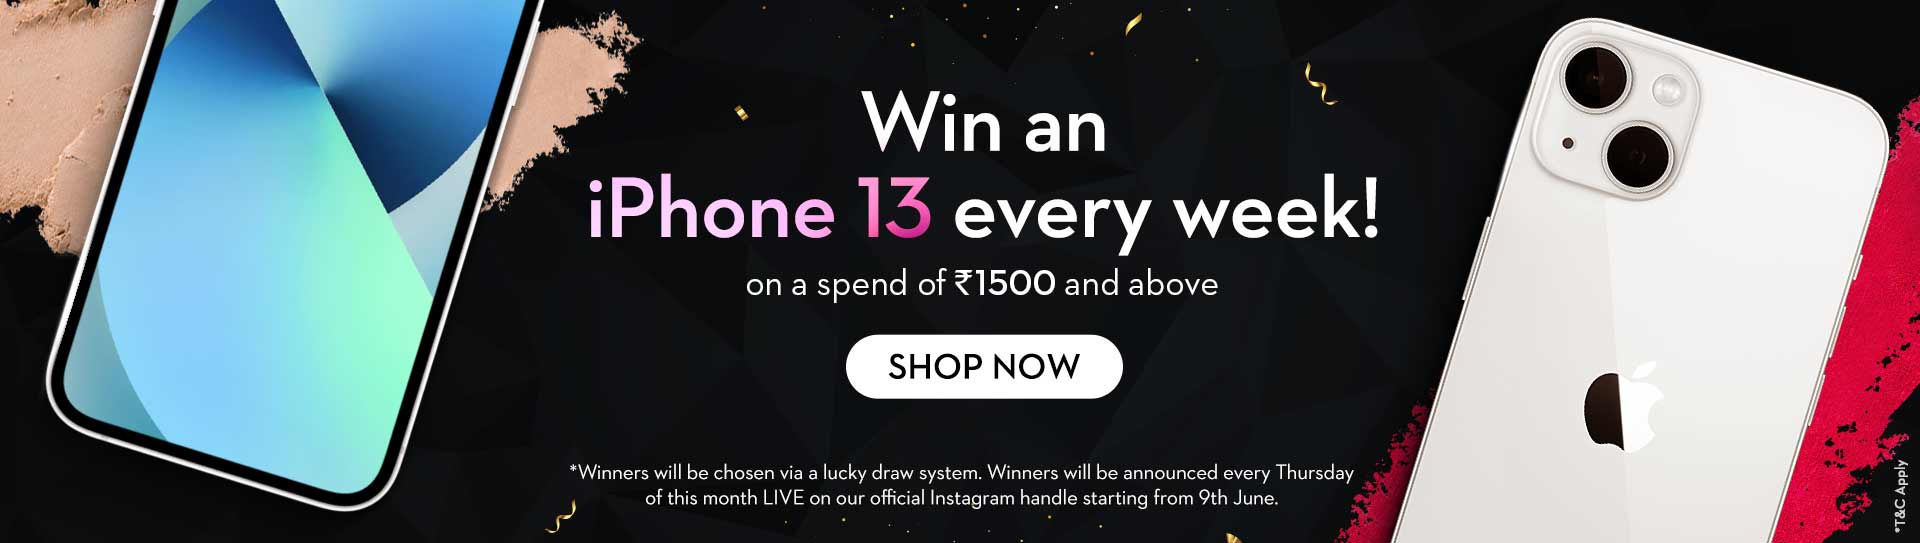 Win an
iPhone 13 every week!
on a spend of ₹1500 and above
SHOP NOW
*Winners will be chosen via a lucky draw system. Winners will be announced every Thursday
of this month LIVE on our official Instagram handle starting from 9th June.
*T&C Apply